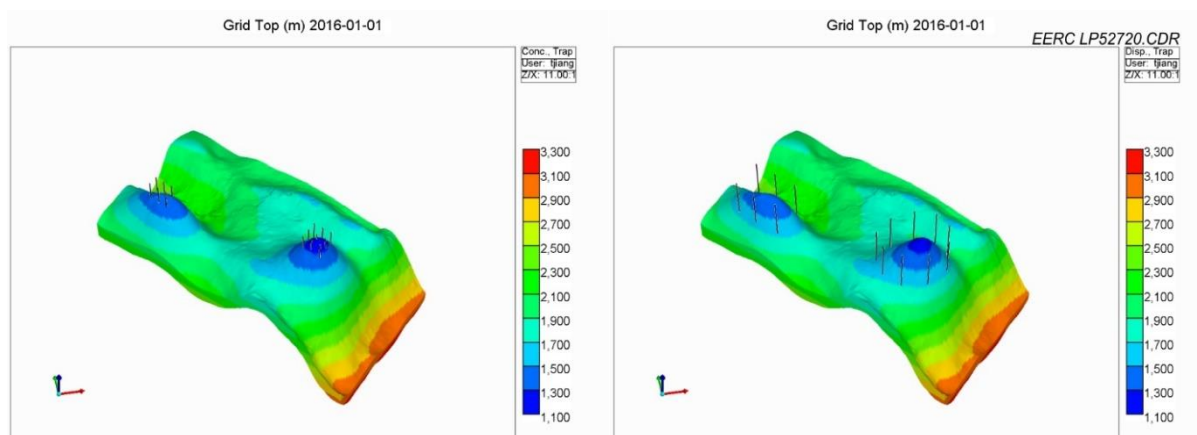 Grid Top (m) 2016-01-01
Conc., Trap
User: tjiang
Z/X: 11.00:1
3,300
3,100
2,900
2,700
2,500
2,300
2,100
1,900
1,700
1,500
1,300
1,100
Grid Top (m) 2016-01-01
EERC LP52720.CDR
Disp., Trap
User: tjiang
Z/X: 11.00:1
3,300
3,100
2,900
2,700
2,500
2,300
2,100
1,900
1,700
1,500
1,300
1,100